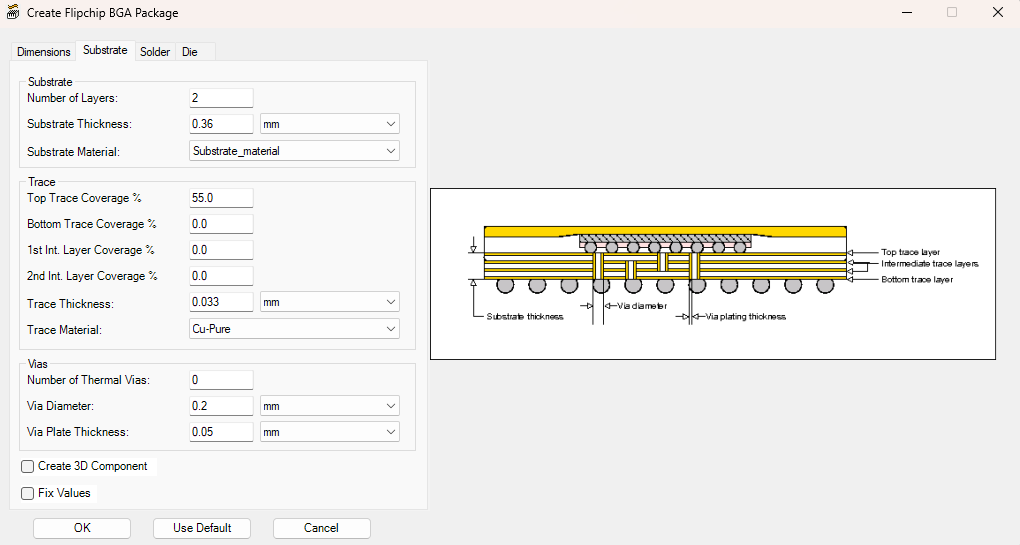 Create Flipchip BGA Package
Dimensions Substrate Solder Die
Substrate
Number of Layers: 2
Substrate Thickness: 0.36 mm
Substrate Material: Substrate_material
Trace
Top Trace Coverage % 55.0
Bottom Trace Coverage % 0.0
1st Int. Layer Coverage % 0.0
2nd Int. Layer Coverage % 0.0
Trace Thickness: 0.033 mm
Trace Material: Cu-Pure
Vias
Number of Thermal Vias: 0
Via Diameter: 0.2 mm
Via Plate Thickness: 0.05 mm
Create 3D Component
Fix Values
OK Use Default Cancel
Top trace layer
Intermediate trace layers
Bottom trace layer
Via diameter
Substrate thickness
Via plating thickness